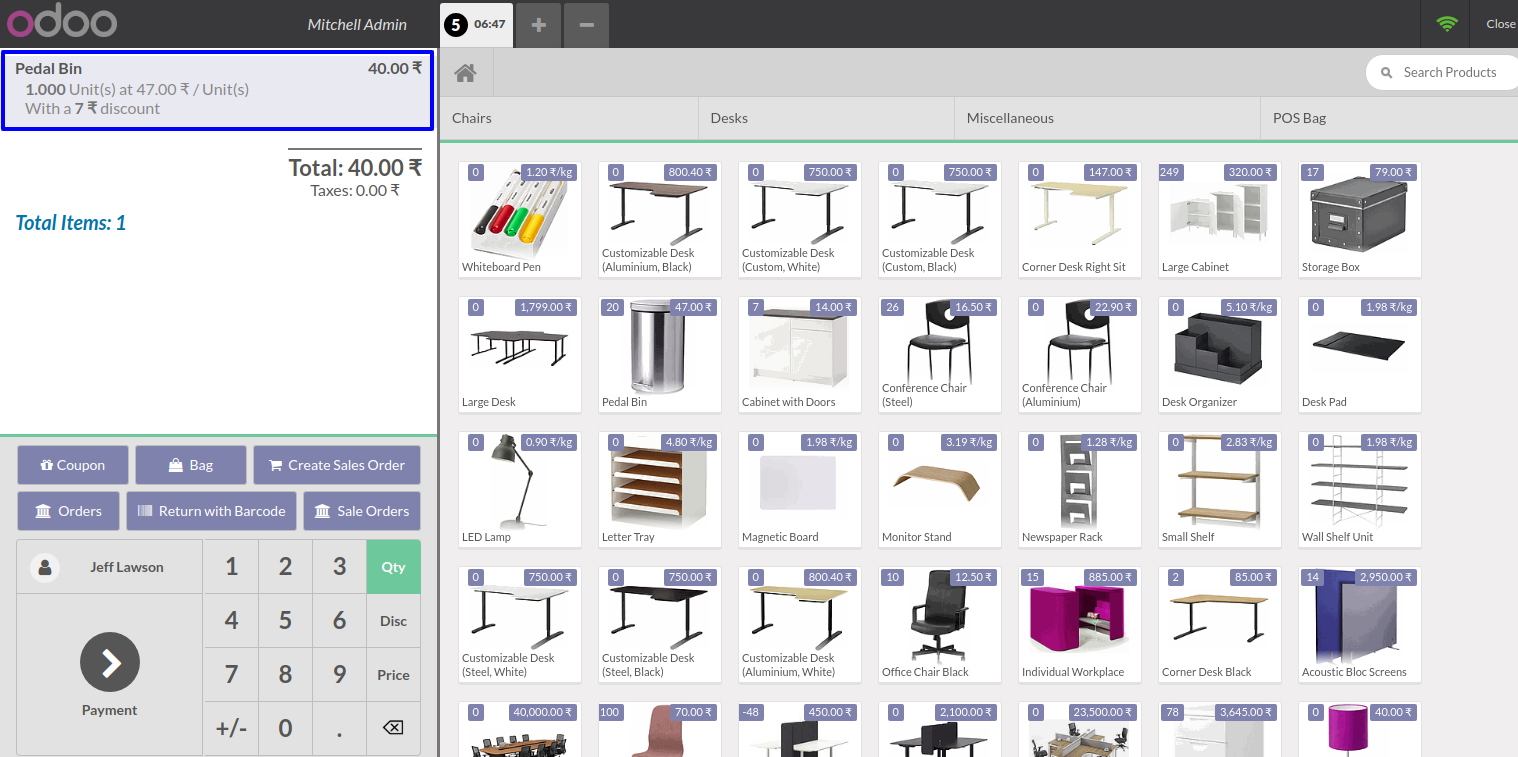 odoo
Mitchell Admin
5 06:47
Close
Pedal Bin 40.00 ₹
1.000 Unit(s) at 47.00 ₹ / Unit(s)
With a 7 ₹ discount
Total: 40.00 ₹
Taxes: 0.00 ₹
Total Items: 1
Coupon
Bag
Create Sales Order
Orders
Return with Barcode
Sale Orders
Jeff Lawson
1 2 3 Qty
4 5 6 Disc
7 8 9 Price
+/- 0 .
Payment
Search Products
Chairs
Desks
Miscellaneous
POS Bag
0 1.20 ₹/kg
Whiteboard Pen
0 800.40 ₹
Customizable Desk
(Aluminium, Black)
0 750.00 ₹
Customizable Desk
(Custom, White)
0 750.00 ₹
Customizable Desk
(Custom, Black)
0 147.00 ₹
Corner Desk Right Sit
249 320.00 ₹
Large Cabinet
17 79.00 ₹
Storage Box
0 1,799.00 ₹
Large Desk
20 47.00 ₹
Pedal Bin
7 14.00 ₹
Cabinet with Doors
26 16.50 ₹
Conference Chair
(Steel)
0 22.90 ₹
Conference Chair
(Aluminium)
0 5.10 ₹/kg
Desk Organizer
0 1.98 ₹/kg
Desk Pad
0 0.90 ₹/kg
LED Lamp
0 4.80 ₹/kg
Letter Tray
0 1.98 ₹/kg
Magnetic Board
0 3.19 ₹/kg
Monitor Stand
0 1.28 ₹/kg
Newspaper Rack
0 2.83 ₹/kg
Small Shelf
0 1.98 ₹/kg
Wall Shelf Unit
0 750.00 ₹
Customizable Desk
(Steel, White)
0 750.00 ₹
Customizable Desk
(Steel, Black)
0 800.40 ₹
Customizable Desk
(Aluminium, White)
10 12.50 ₹
Office Chair Black
15 885.00 ₹
Individual Workplace
2 85.00 ₹
Corner Desk Black
14 2,950.00 ₹
Acoustic Bloc Screens
0 40,000.00 ₹
100 70.00 ₹
-48 450.00 ₹
0 2,100.00 ₹
0 23,500.00 ₹
78 3,645.00 ₹
0 40.00 ₹